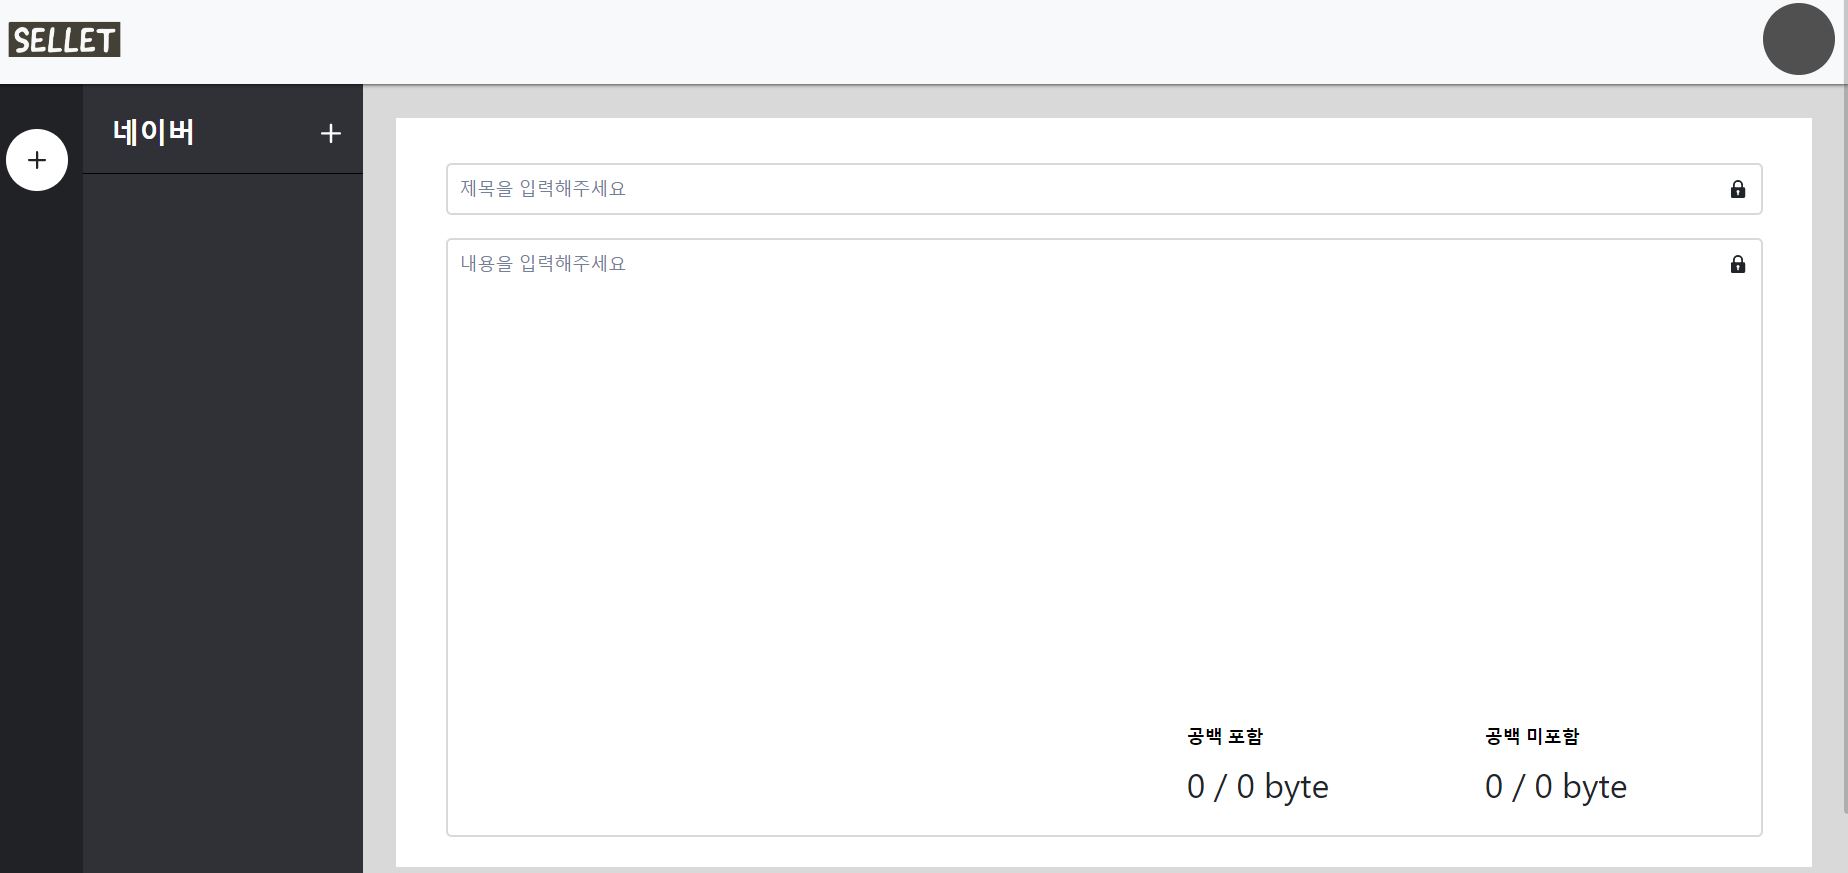 SELLET
네이버
제목을 입력해주세요
내용을 입력해주세요
공백 포함
0 / 0 byte
공백 미포함
0 / 0 byte